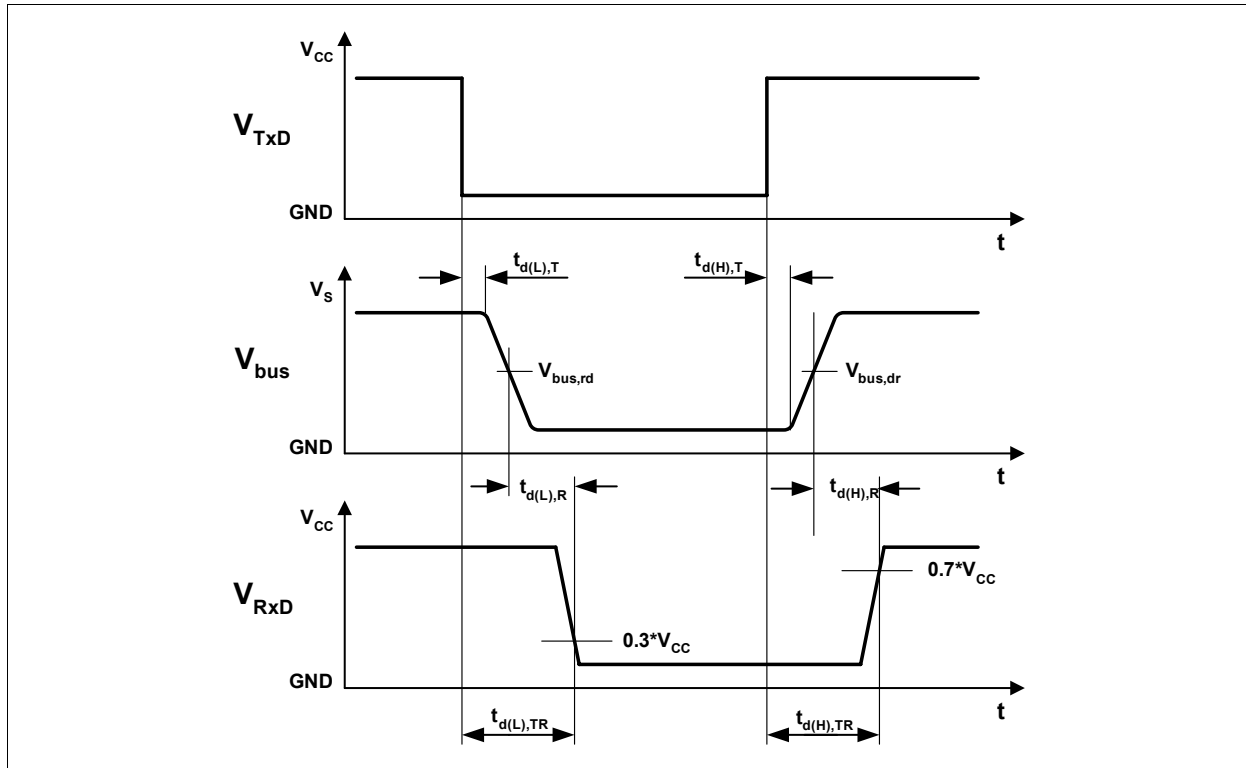 V_CC
V_TxD
GND
t
t_d(L),T
t_d(H),T
V_S
V_bus
V_bus,rd
V_bus,dr
GND
t
t_d(L),R
t_d(H),R
V_CC
V_RxD
0.7*V_CC
0.3*V_CC
GND
t
t_d(L),TR
t_d(H),TR